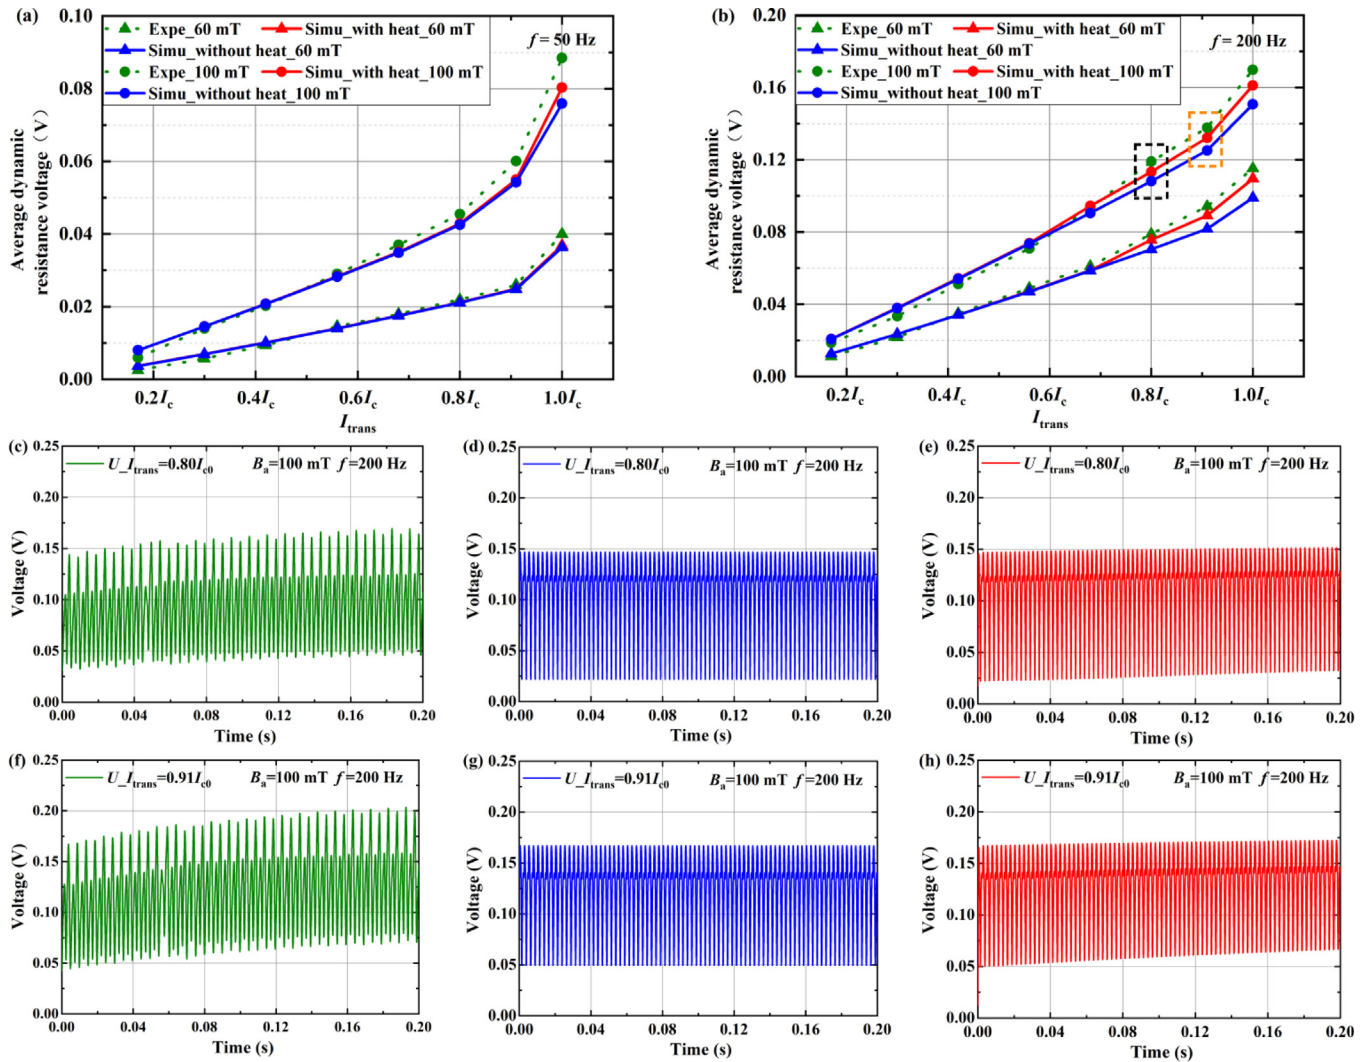 (a)
Expe_60 mT
Simu_with heat_60 mT
Simu_without heat_60 mT
Expe_100 mT
Simu_with heat_100 mT
Simu_without heat_100 mT
f = 50 Hz
Average dynamic
resistance voltage (V)
0.10
0.08
0.06
0.04
0.02
0.00
0.2Ic
0.4Ic
0.6Ic
0.8Ic
1.0Ic
Itrans
(b)
Expe_60 mT
Simu_with heat_60 mT
Simu_without heat_60 mT
Expe_100 mT
Simu_with heat_100 mT
Simu_without heat_100 mT
f = 200 Hz
Average dynamic
resistance voltage (V)
0.20
0.16
0.12
0.08
0.04
0.00
0.2Ic
0.4Ic
0.6Ic
0.8Ic
1.0Ic
Itrans
(c)
U_Itrans=0.80Ic0
Ba=100 mT f=200 Hz
Voltage (V)
0.25
0.20
0.15
0.10
0.05
0.00
0.00 0.04 0.08 0.12 0.16 0.20
Time (s)
(d)
U_Itrans=0.80Ic0
Ba=100 mT f=200 Hz
Voltage (V)
0.25
0.20
0.15
0.10
0.05
0.00
0.00 0.04 0.08 0.12 0.16 0.20
Time (s)
(e)
U_Itrans=0.80Ic0
Ba=100 mT f=200 Hz
Voltage (V)
0.25
0.20
0.15
0.10
0.05
0.00
0.00 0.04 0.08 0.12 0.16 0.20
Time (s)
(f)
U_Itrans=0.91Ic0
Ba=100 mT f=200 Hz
Voltage (V)
0.25
0.20
0.15
0.10
0.05
0.00
0.00 0.04 0.08 0.12 0.16 0.20
Time (s)
(g)
U_Itrans=0.91Ic0
Ba=100 mT f=200 Hz
Voltage (V)
0.25
0.20
0.15
0.10
0.05
0.00
0.00 0.04 0.08 0.12 0.16 0.20
Time (s)
(h)
U_Itrans=0.91Ic0
Ba=100 mT f=200 Hz
Voltage (V)
0.25
0.20
0.15
0.10
0.05
0.00
0.00 0.04 0.08 0.12 0.16 0.20
Time (s)